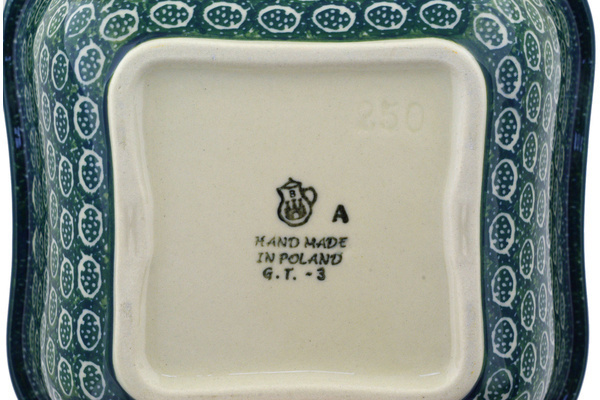 250
B
A
HAND MADE
IN POLAND
G.T. - 3